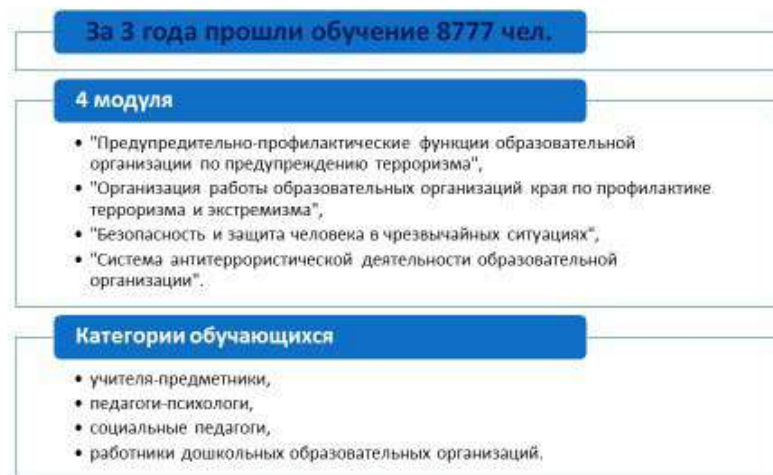 За 3 года прошли обучение 8777 чел.
4 модуля
• "Предупредительно-профилактические функции образовательной
организации по предупреждению терроризма",
• "Организация работы образовательных организаций края по профилактике
терроризма и экстремизма",
• "Безопасность и защита человека в чрезвычайных ситуациях",
• "Система антитеррористической деятельности образовательной
организации".
Категории обучающихся
• учителя-предметники,
• педагоги-психологи,
• социальные педагоги,
• работники дошкольных образовательных организаций.